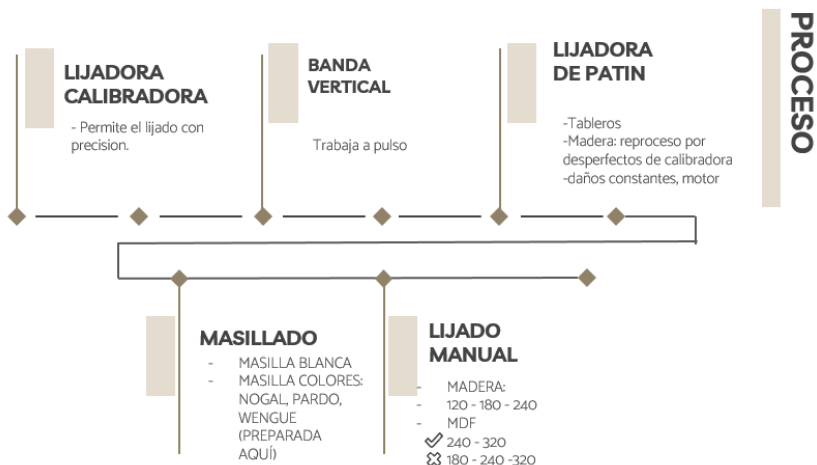 PROCESO
LIJADORA
CALIBRADORA
- Permite el lijado con
precision.
BANDA
VERTICAL
Trabaja a pulso
LIJADORA
DE PATIN
-Tableros
-Madera: reproceso por
desperfectos de calibradora
-daños constantes, motor
MASILLADO
- MASILLA BLANCA
- MASILLA COLORES:
NOGAL, PARDO,
WENGUE
(PREPARADA
AQUÍ)
LIJADO
MANUAL
- MADERA:
- 120 - 180 - 240
- MDF
240 - 320
180 - 240 -320